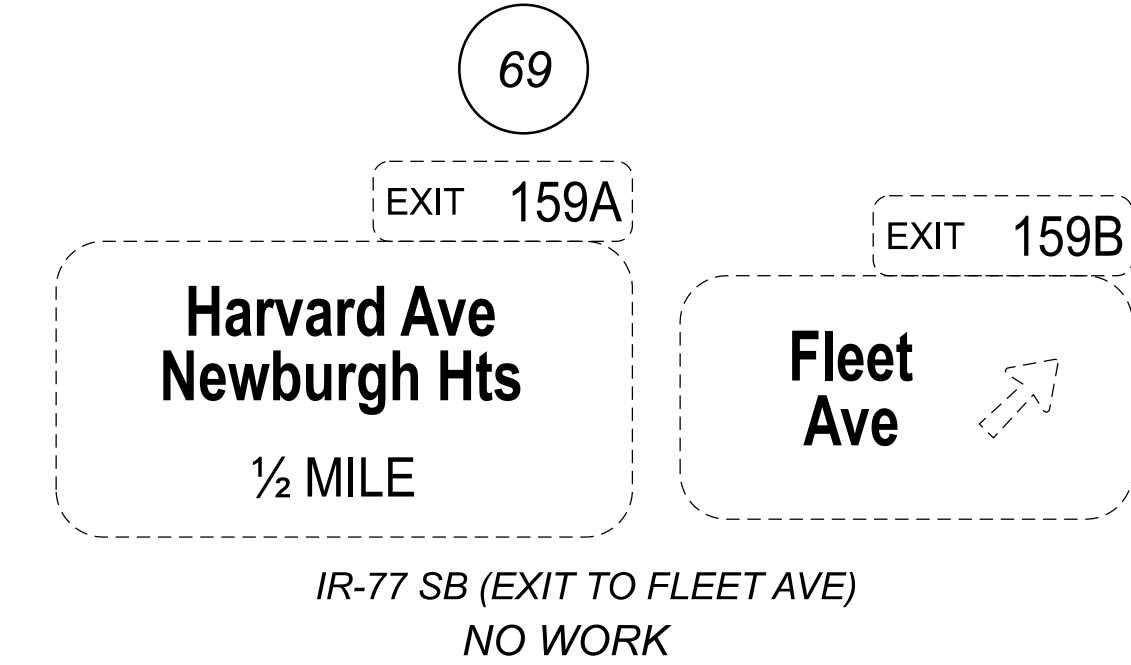 69
EXIT 159A
Harvard Ave
Newburgh Hts
½ MILE
EXIT 159B
Fleet
Ave
IR-77 SB (EXIT TO FLEET AVE)
NO WORK